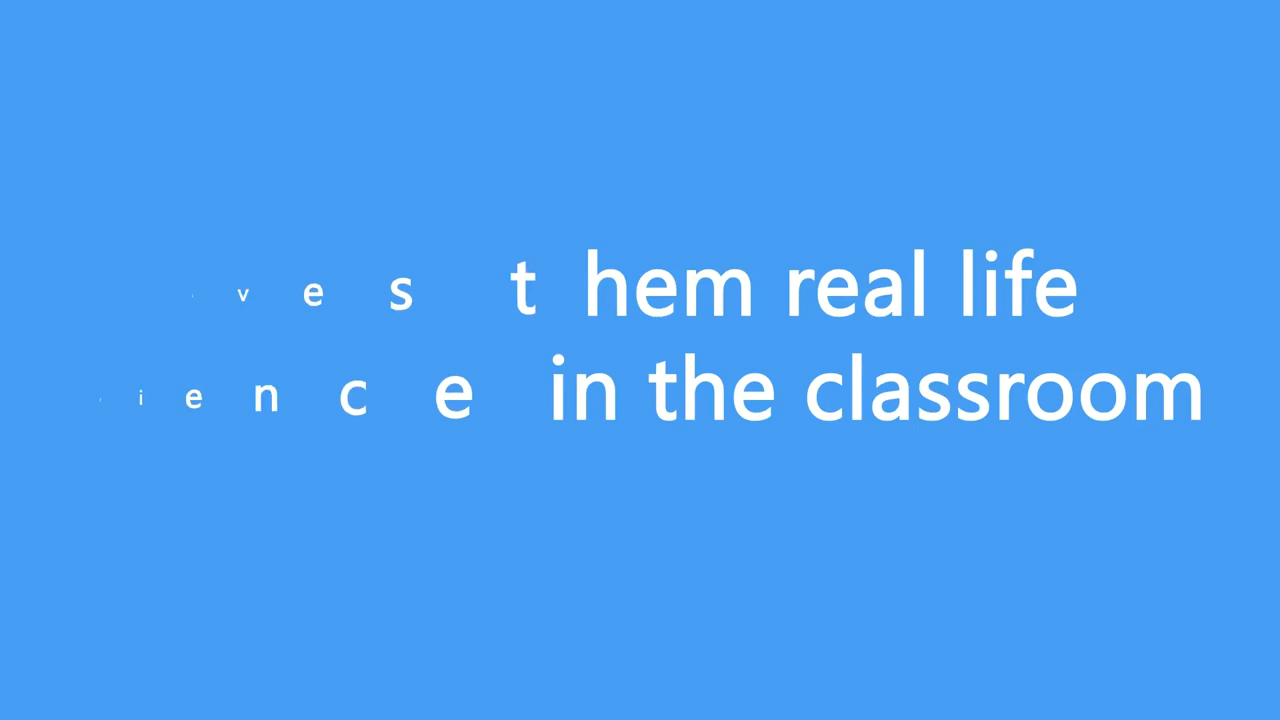 ves them real life
ience in the classroom